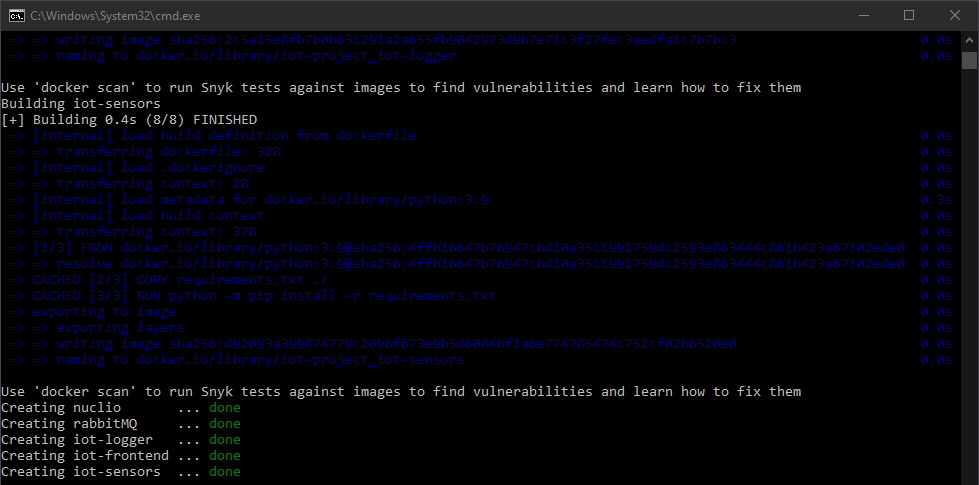 C:\Windows\System32\cmd.exe
=> => writing image sha256:2c5a15e8fb7b0b631291a2a655fb9042973d9b7e71c3f27fec3aedfa1c7b7bc3 0.0s
=> => naming to docker.io/library/iot-project_iot-logger 0.0s
Use 'docker scan' to run Snyk tests against images to find vulnerabilities and learn how to fix them
Building iot-sensors
[+] Building 0.4s (8/8) FINISHED
=> [internal] load build definition from dockerfile 0.0s
=> => transferring dockerfile: 32B 0.0s
=> [internal] load .dockerignore 0.0s
=> => transferring context: 2B 0.0s
=> [internal] load metadata for docker.io/library/python:3.9 0.3s
=> [internal] load build context 0.0s
=> => transferring context: 37B 0.0s
=> [1/3] FROM docker.io/library/python:3.9@sha256:4ffb16647b76947cbd10a3511991759dc2593e863444c861b423a67102ede0 0.0s
=> => resolve docker.io/library/python:3.9@sha256:4ffb16647b76947cbd10a3511991759dc2593e863444c861b423a67102ede0 0.0s
=> CACHED [2/3] COPY requirements.txt ./ 0.0s
=> CACHED [3/3] RUN python -m pip install -r requirements.txt 0.0s
=> exporting to image 0.0s
=> => exporting layers 0.0s
=> => writing image 0.0s
=> => naming to docker.io/library/iot-project_iot-sensors 0.0s
Use 'docker scan' to run Snyk tests against images to find vulnerabilities and learn how to fix them
Creating nuclio ... done
Creating rabbitMQ ... done
Creating iot-logger ... done
Creating iot-frontend ... done
Creating iot-sensors ... done